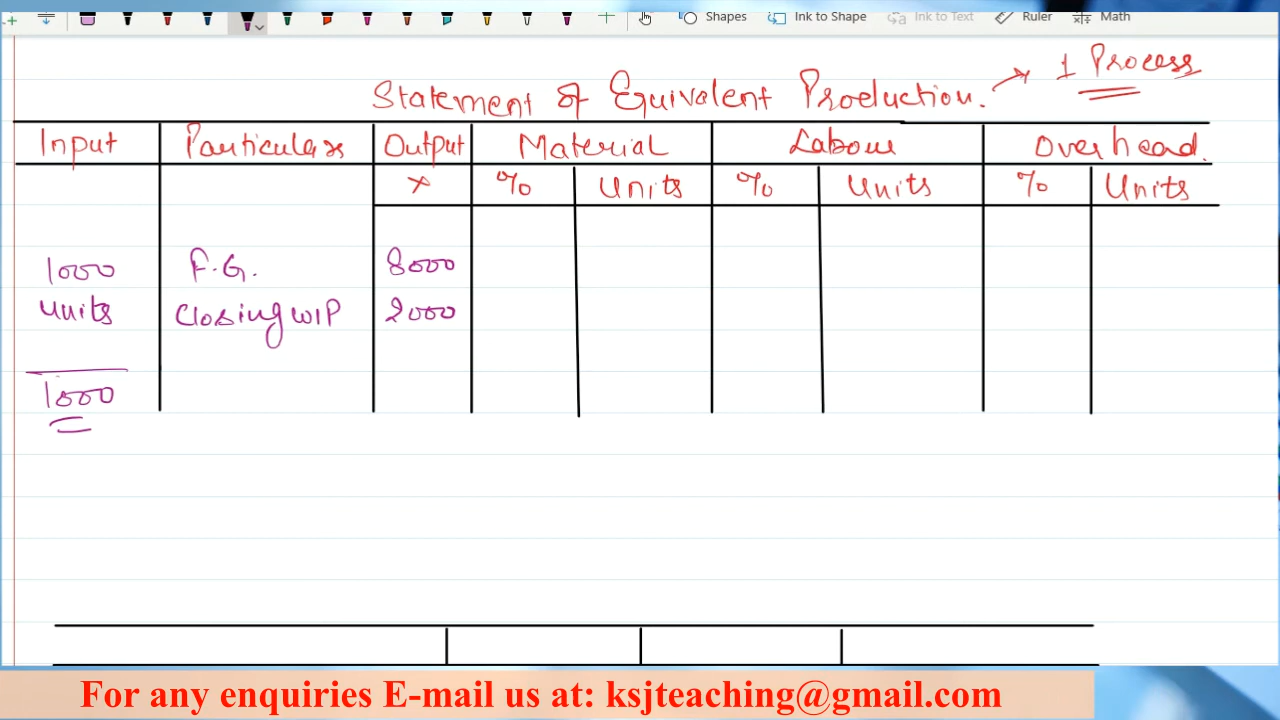 Shapes Ink to Shape Ink to Text Ruler Math
Statement of Equivalent Production. → 1 Process
Input Particulars Output Material Labour Overhead.
x % Units % Units % Units
1000 F.G. 8000
Units Closing WIP 2000
1000
For any enquiries E-mail us at: ksjteaching@gmail.com